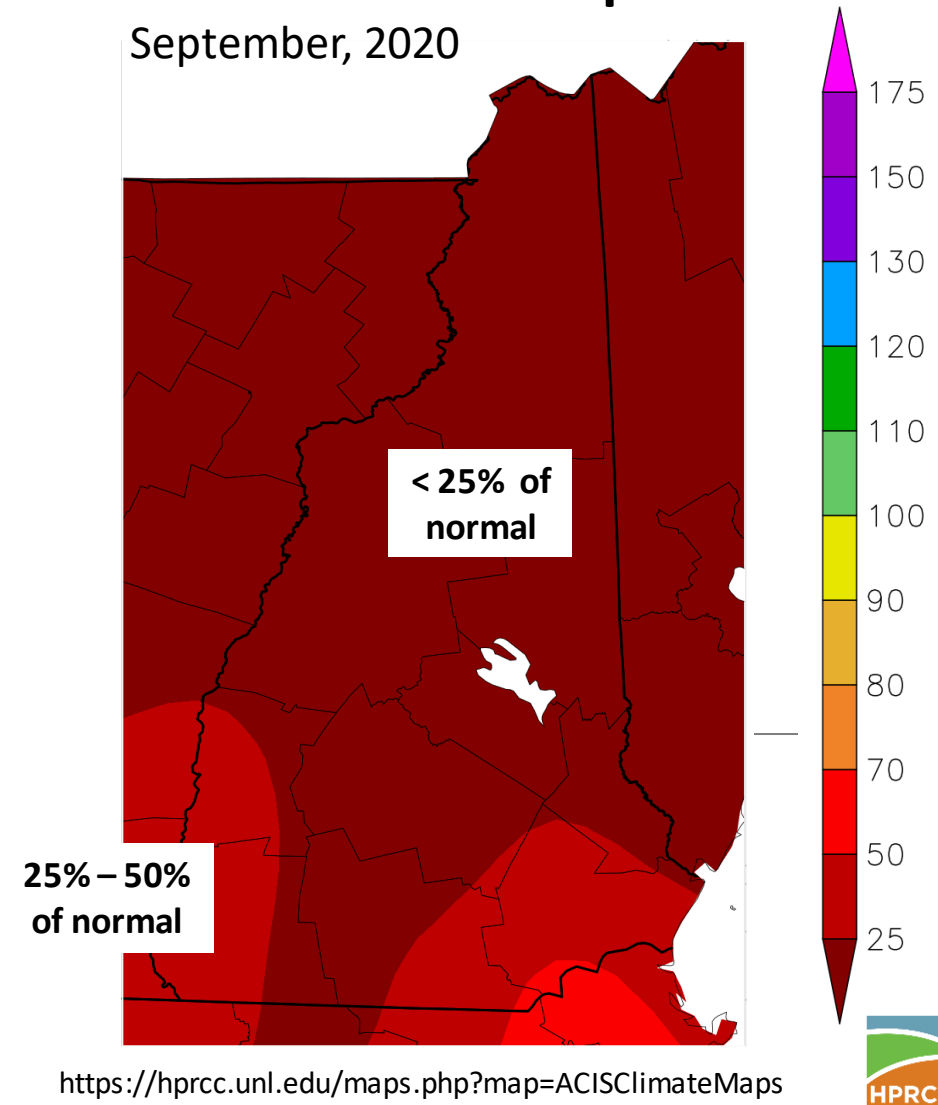 September, 2020
175
150
130
120
110
100
90
80
70
50
25
< 25% of
normal
25% – 50%
of normal
https://hprcc.unl.edu/maps.php?map=ACISClimateMaps
HPRC